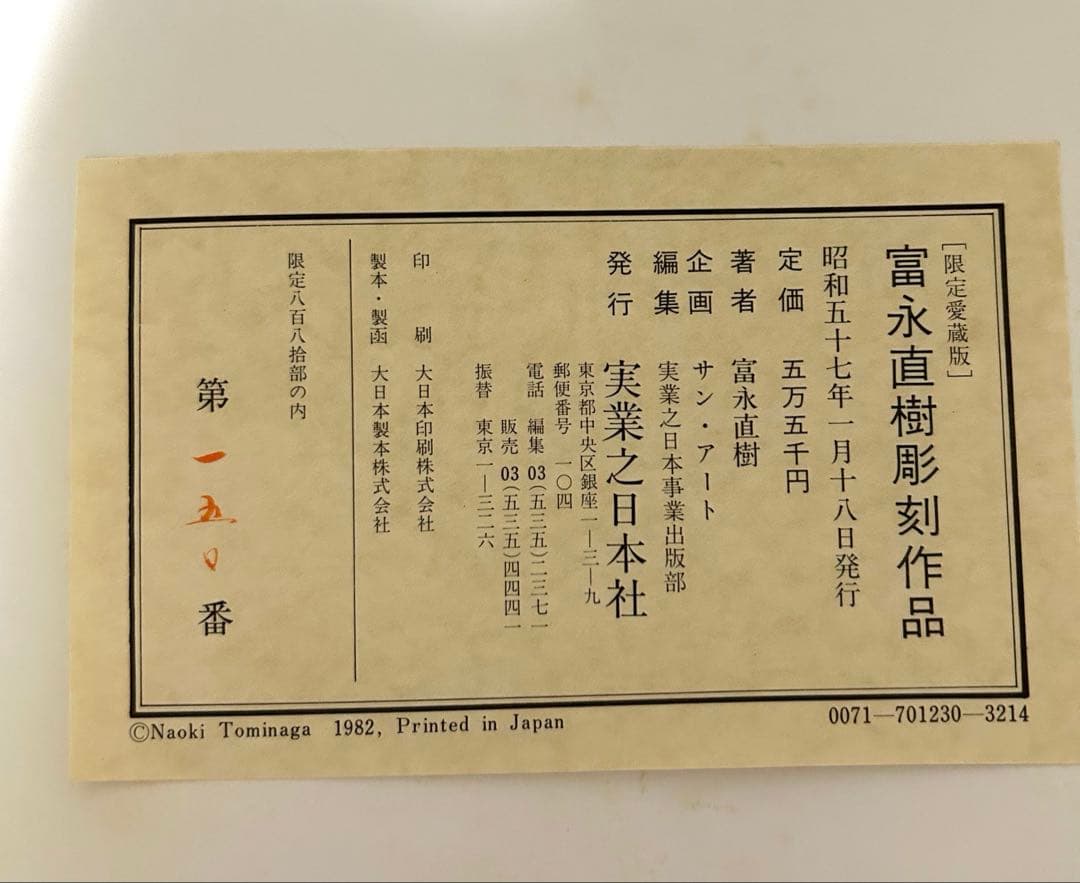 ［限定愛蔵版］
富永直樹彫刻作品
昭和五十七年一月十八日発行
定価　五万五千円
著者　富永直樹
企画　サン・アート
編集　実業之日本事業出版部
発行　実業之日本社
東京都中央区銀座一―三―九
郵便番号　一〇四
電話　編集 03(五三五)二三七一
販売 03(五三五)四四四一
振替　東京一―三二六
印刷　大日本印刷株式会社
製本・製函　大日本製本株式会社
限定八百八拾部の内
第一五〇番
©Naoki Tominaga 1982, Printed in Japan
0071―701230―3214